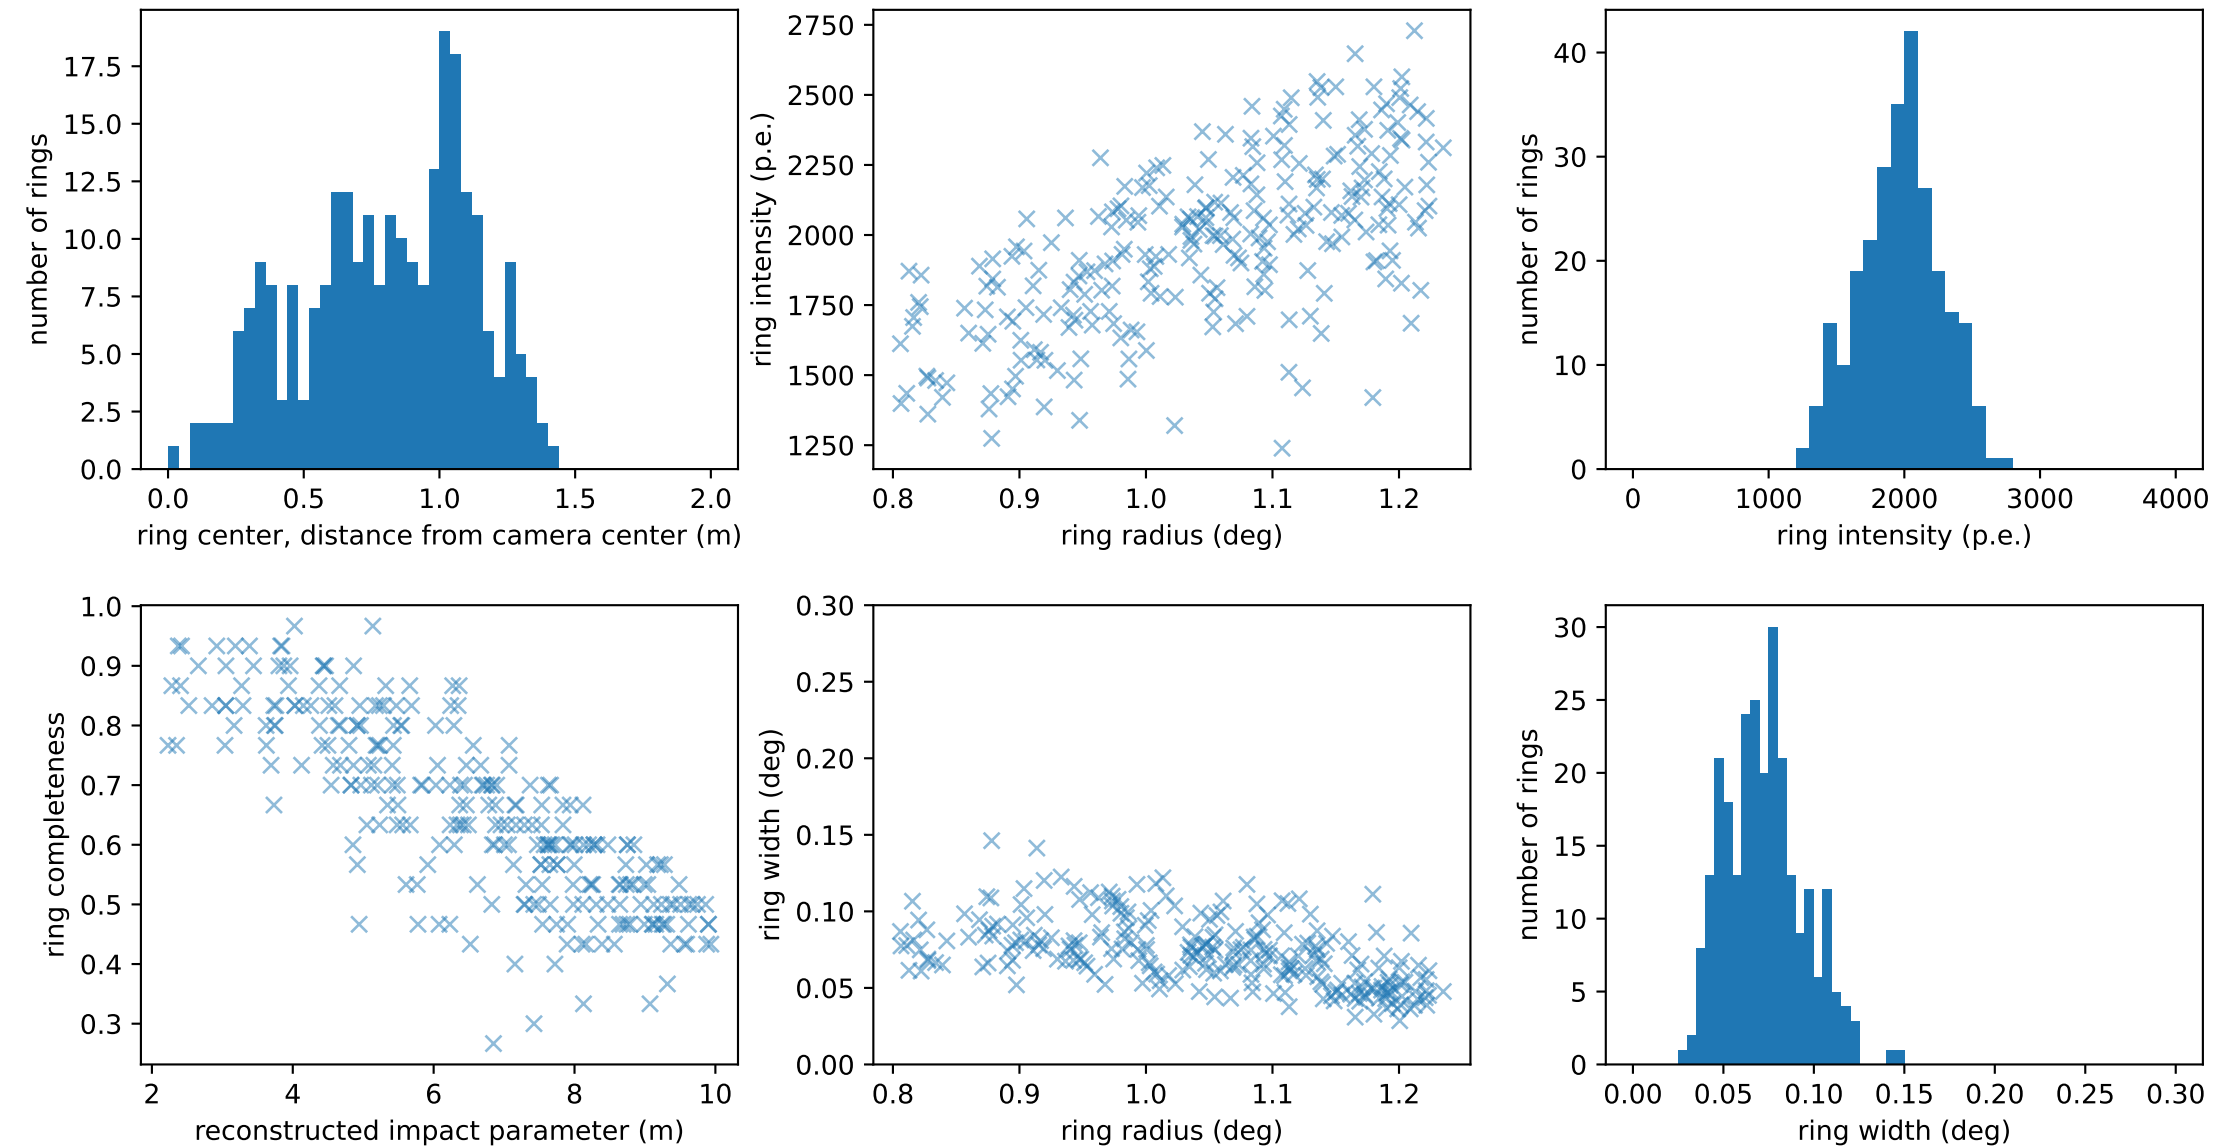 number of rings
17.5
15.0
12.5
10.0
7.5
5.0
2.5
0.0
0.0 0.5 1.0 1.5 2.0
ring center, distance from camera center (m)
ring intensity (p.e.)
2750
2500
2250
2000
1750
1500
1250
0.8 0.9 1.0 1.1 1.2
ring radius (deg)
number of rings
40
30
20
10
0
0 1000 2000 3000 4000
ring intensity (p.e.)
ring completeness
1.0
0.9
0.8
0.7
0.6
0.5
0.4
0.3
2 4 6 8 10
reconstructed impact parameter (m)
ring width (deg)
0.30
0.25
0.20
0.15
0.10
0.05
0.00
0.8 0.9 1.0 1.1 1.2
ring radius (deg)
number of rings
30
25
20
15
10
5
0
0.00 0.05 0.10 0.15 0.20 0.25 0.30
ring width (deg)